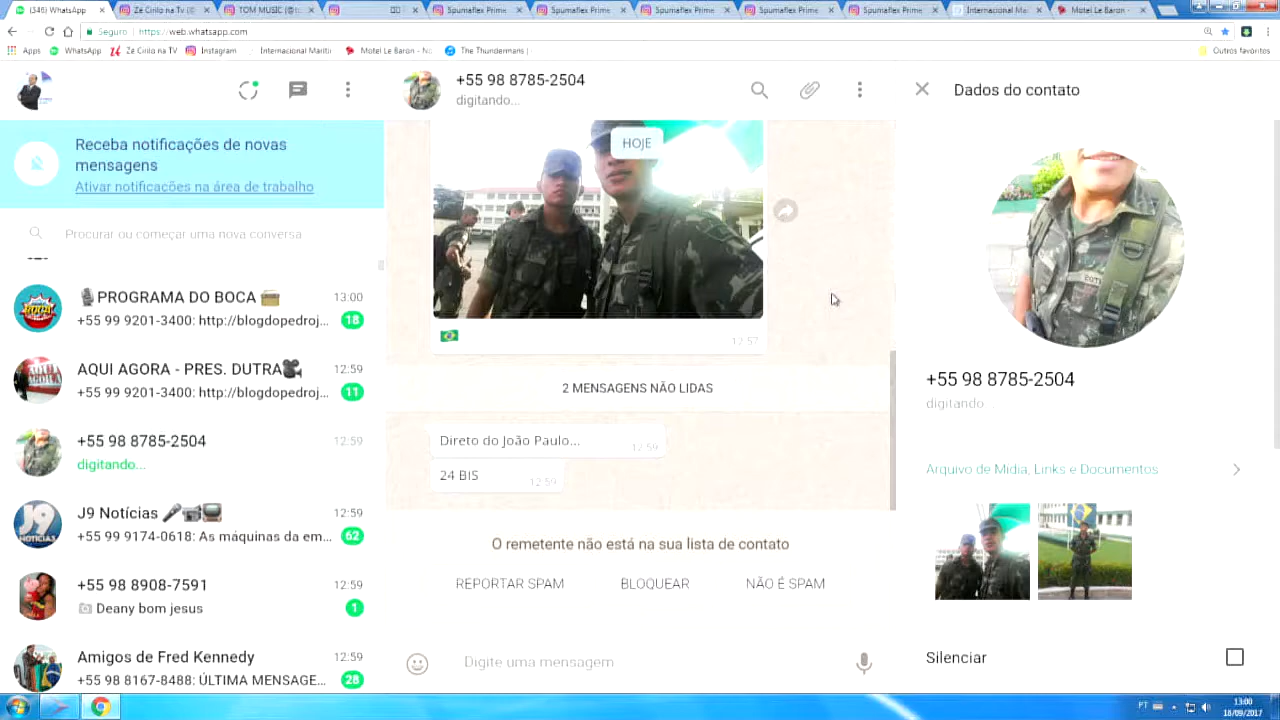 (346) WhatsApp
Zé Cirilo na TV (@
TOM MUSIC (@t
Spumaflex Prime
Spumaflex Prime
Spumaflex Prime
Spumaflex Prime
Spumaflex Prime
Internacional Ma
Motel Le Baron -
Seguro
https://web.whatsapp.com
Apps
WhatsApp
Zé Cirilo na TV
Instagram
Internacional Maríti
Motel Le Baron - No
The Thundermans |
Outros favoritos
Receba notificações de novas
mensagens
Ativar notificações na área de trabalho
Procurar ou começar uma nova conversa
PROGRAMA DO BOCA
13:00
+55 99 9201-3400: http://blogdopedroj...
18
AQUI AGORA - PRES. DUTRA
12:59
+55 99 9201-3400: http://blogdopedroj...
11
+55 98 8785-2504
12:59
digitando...
J9
NOTÍCIAS
J9 Notícias
12:59
+55 99 9174-0618: As máquinas da em...
62
+55 98 8908-7591
12:59
Deany bom jesus
1
Amigos de Fred Kennedy
12:59
+55 98 8167-8488: ÚLTIMA MENSAGE...
28
+55 98 8785-2504
digitando...
HOJE
12:57
2 MENSAGENS NÃO LIDAS
Direto do João Paulo...
12:59
24 BIS
12:59
O remetente não está na sua lista de contato
REPORTAR SPAM
BLOQUEAR
NÃO É SPAM
Digite uma mensagem
Dados do contato
+55 98 8785-2504
digitando...
Arquivo de Mídia, Links e Documentos
Silenciar
PT
13:00
18/09/2017